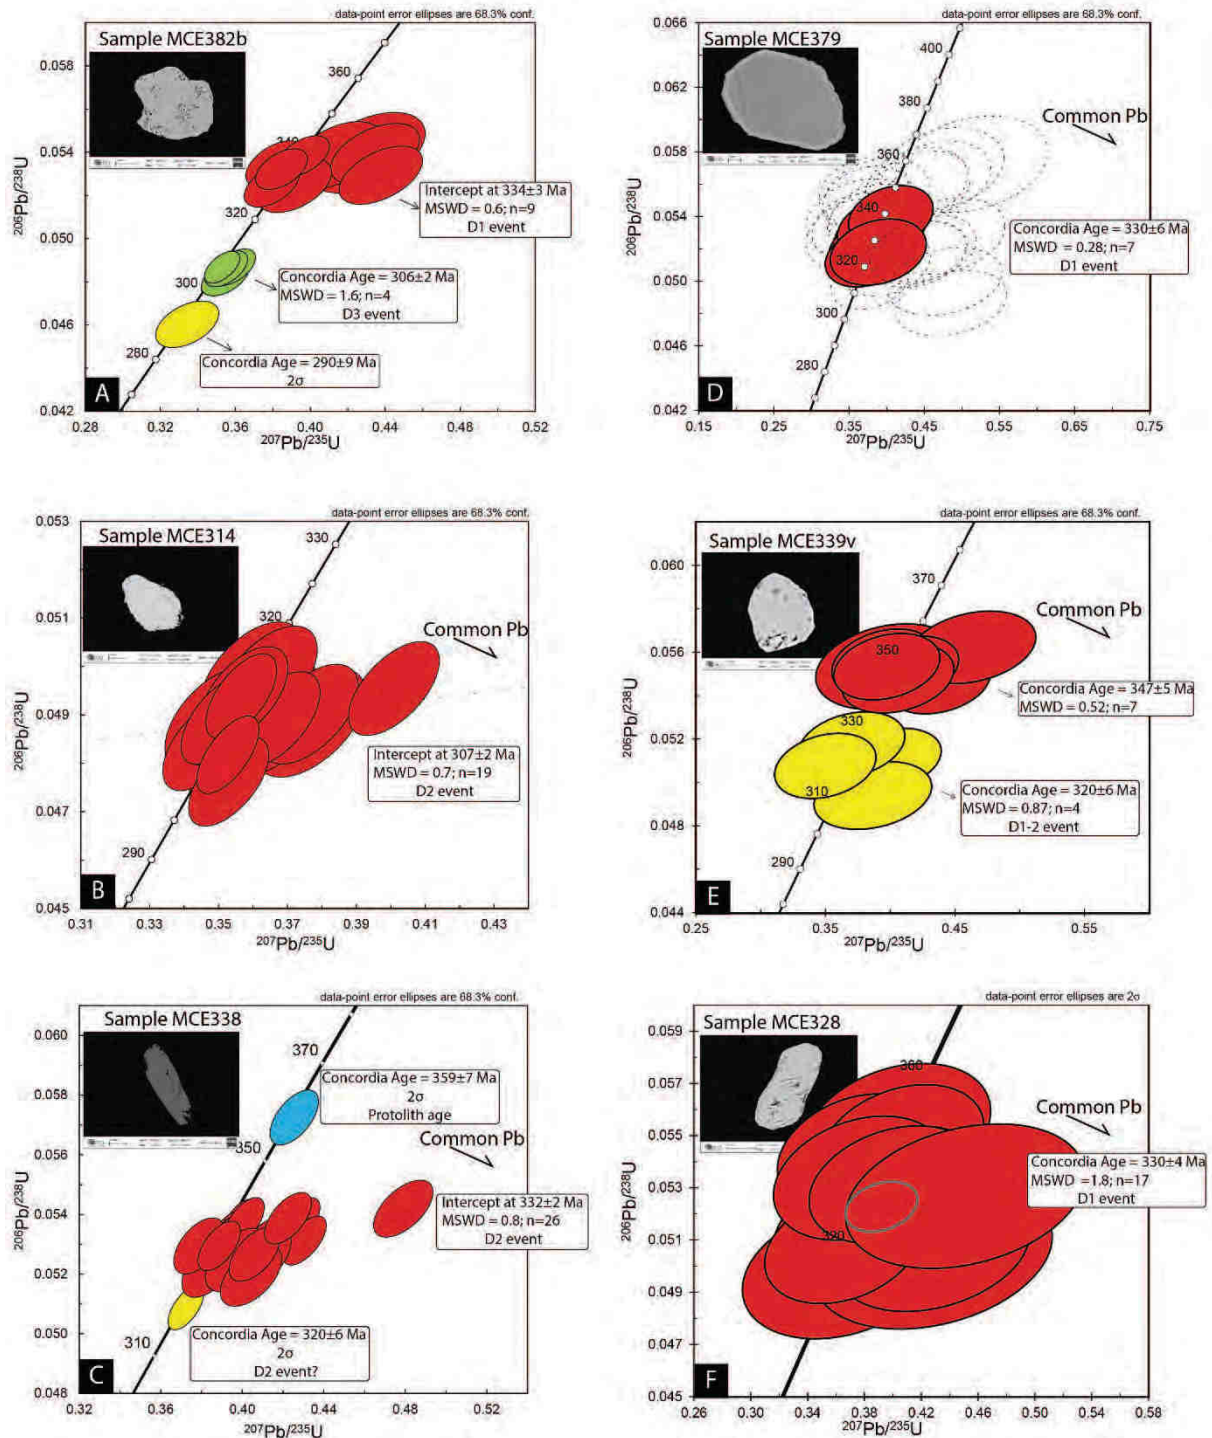 data-point error ellipses are 68.3% conf.
Sample MCE382b
0.058
0.054
0.050
0.046
0.042
206Pb/238U
360
340
320
300
280
Intercept at 334±3 Ma
MSWD = 0.6; n=9
D1 event
Concordia Age = 306±2 Ma
MSWD = 1.6; n=4
D3 event
Concordia Age = 290±9 Ma
2σ
A
0.28
0.32
0.36
0.40
0.44
0.48
0.52
207Pb/235U
data-point error ellipses are 68.3% conf.
Sample MCE379
0.066
0.062
0.058
0.054
0.050
0.046
0.042
206Pb/238U
400
380
360
340
320
300
280
Common Pb
Concordia Age = 330±6 Ma
MSWD = 0.28; n=7
D1 event
D
0.15
0.25
0.35
0.45
0.55
0.65
0.75
207Pb/235U
data-point error ellipses are 68.3% conf.
Sample MCE314
0.053
0.051
0.049
0.047
0.045
206Pb/238U
330
320
290
Common Pb
Intercept at 307±2 Ma
MSWD = 0.7; n=19
D2 event
B
0.31
0.33
0.35
0.37
0.39
0.41
0.43
207Pb/235U
data-point error ellipses are 68.3% conf.
Sample MCE339v
0.060
0.056
0.052
0.048
0.044
206Pb/238U
370
350
330
310
290
Common Pb
Concordia Age = 347±5 Ma
MSWD = 0.52; n=7
Concordia Age = 320±6 Ma
MSWD = 0.87; n=4
D1-2 event
E
0.25
0.35
0.45
0.55
207Pb/235U
data-point error ellipses are 68.3% conf.
Sample MCE338
0.060
0.058
0.056
0.054
0.052
0.050
0.048
206Pb/238U
370
350
310
Concordia Age = 359±7 Ma
2σ
Protolith age
Common Pb
Intercept at 332±2 Ma
MSWD = 0.8; n=26
D2 event
Concordia Age = 320±6 Ma
2σ
D2 event?
C
0.32
0.36
0.40
0.44
0.48
0.52
207Pb/235U
data-point error ellipses are 2σ
Sample MCE328
0.059
0.057
0.055
0.053
0.051
0.049
0.047
0.045
206Pb/238U
360
320
Common Pb
Concordia Age = 330±4 Ma
MSWD =1.8; n=17
D1 event
F
0.26
0.30
0.34
0.38
0.42
0.46
0.50
0.54
0.58
207Pb/235U